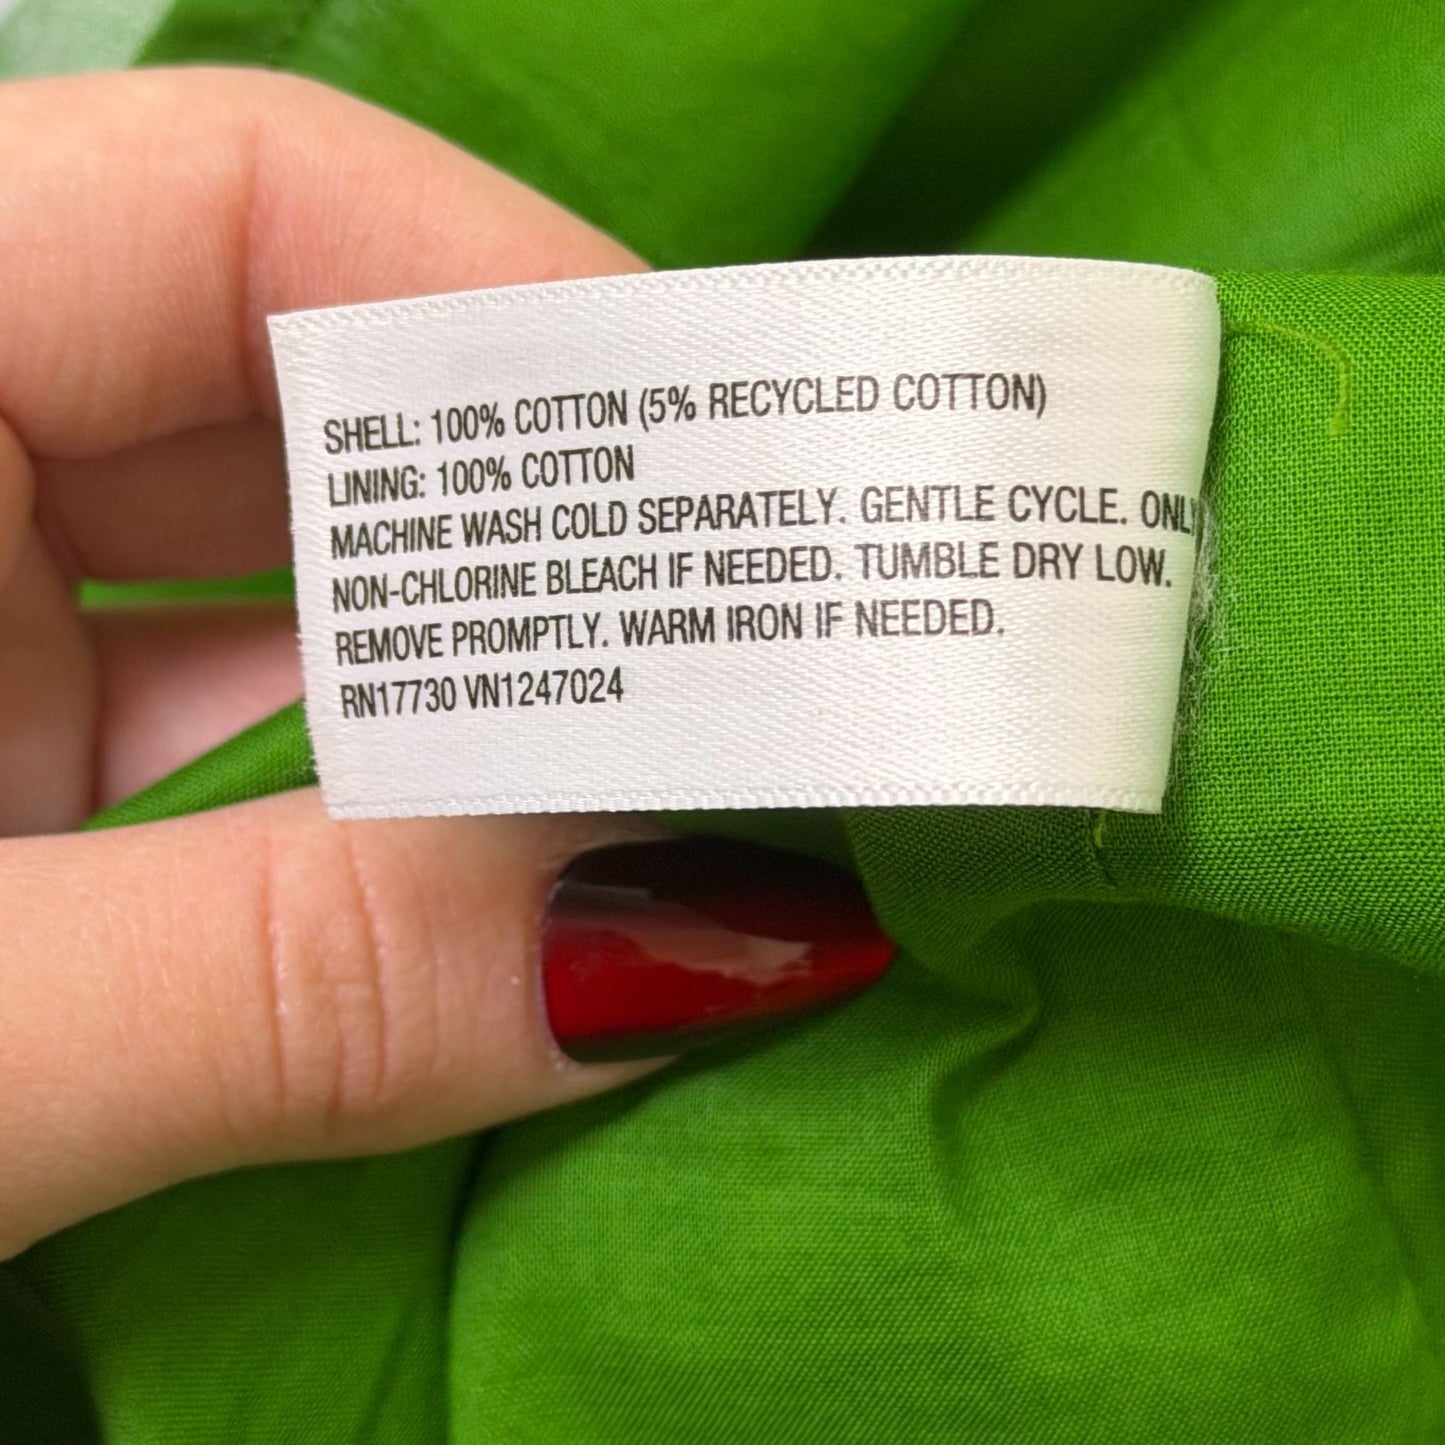 SHELL: 100% COTTON (5% RECYCLED COTTON)
LINING: 100% COTTON
MACHINE WASH COLD SEPARATELY. GENTLE CYCLE. ONLY
NON-CHLORINE BLEACH IF NEEDED. TUMBLE DRY LOW.
REMOVE PROMPTLY. WARM IRON IF NEEDED.
RN17730 VN1247024